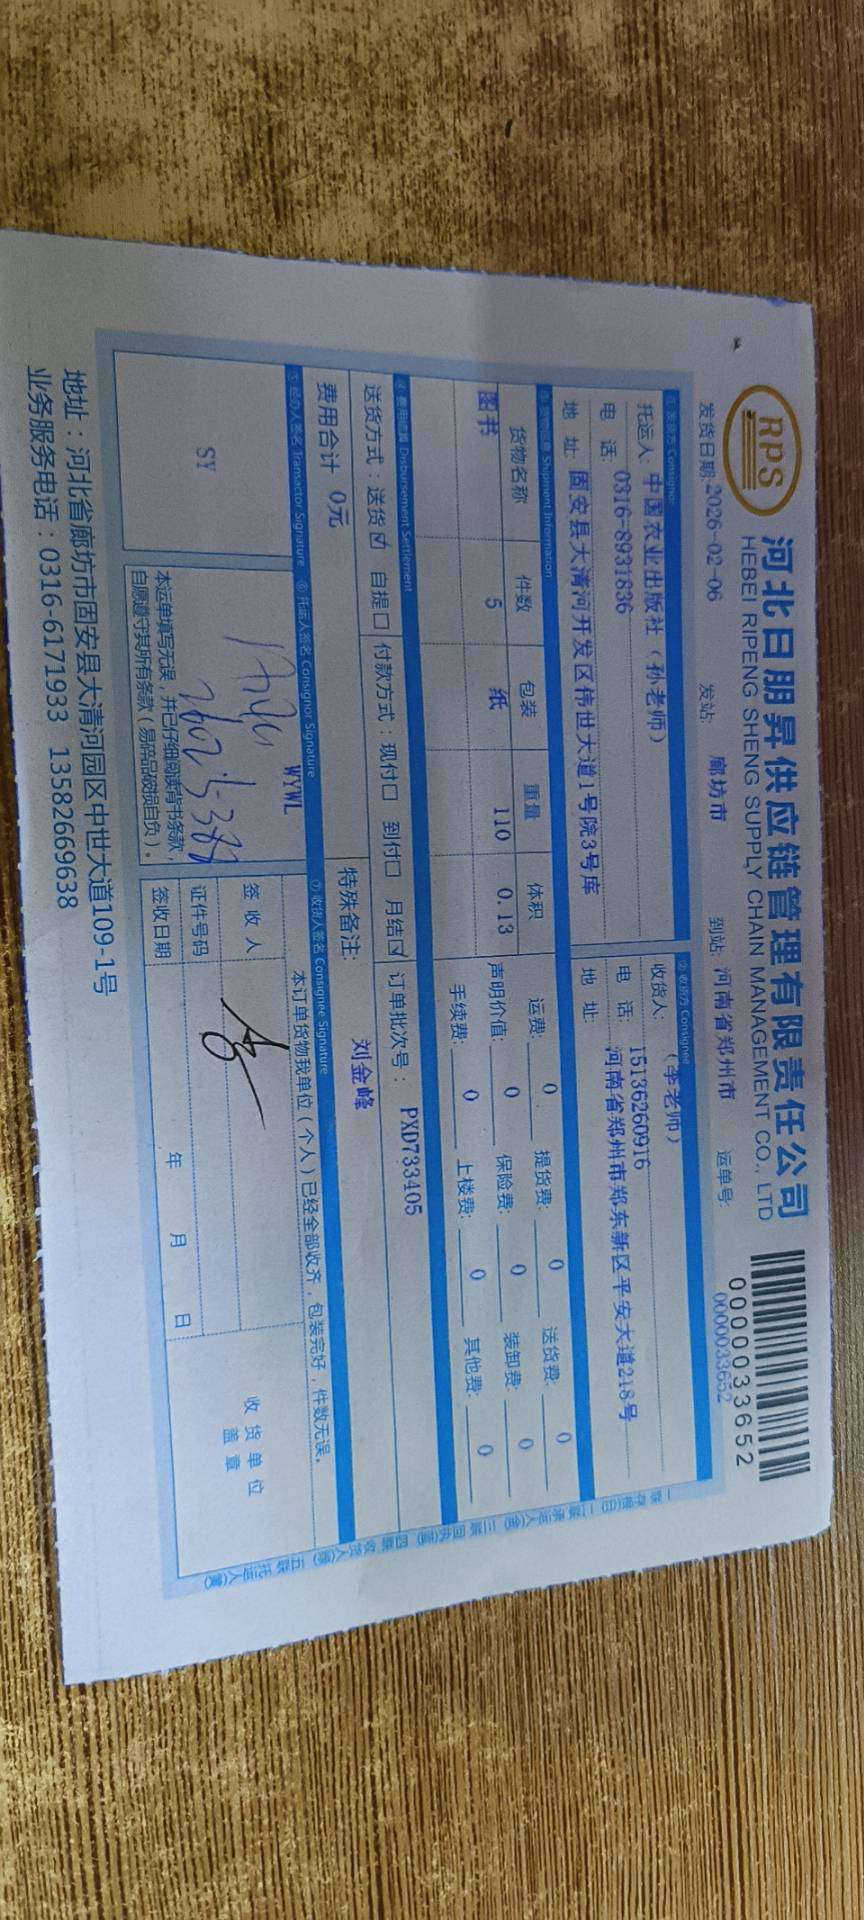 RPS
河北日朋昇供应链管理有限责任公司
HEBEI RIPENG SHENG SUPPLY CHAIN MANAGEMENT CO., LTD
0000033652
发货日期:2026-02-06 发站: 廊坊市 到站 河南省郑州市 运单号: 0000033652
①发货方 Consignor ②收货方 Consignee
托运人: 中国农业出版社（孙老师） 收货人: （李老师）
电 话: 0316-8931836 电 话: 15136260916
地 址: 固安县大清河开发区伟世大道1号院3号库 地 址: 河南省郑州市郑东新区平安大道218号
③货物信息 Shipment Information
货物名称 件数 包装 重量 体积 运费: 0 提货费: 0 送货费: 0
图书 5 纸 110 0.13 声明价值: 0 保险费: 0 装卸费: 0
手续费: 0 上楼费: 0 其他费: 0
④费用结算 Disbursement Settlement
送货方式：送货☑ 自提☐ 付款方式：现付☐ 到付☐ 月结☑ 订单批次号： PXD733405
费用合计 0元 特殊备注: 刘金峰
⑤经办人签名 Transactor Signature ⑥托运人签名 Consignor Signature ⑦收货人签名 Consignee Signature
SY
WYWL
本运单填写无误，并已仔细阅读背书条款，
自愿遵守其所有条款（易碎品破损自负）。
本订单货物我单位（个人）已经全部收齐，包装完好，件数无误。
签 收 人
证件号码
签收日期 年 月 日
收 货 单 位
盖 章
地址：河北省廊坊市固安县大清河园区中世大道109-1号
业务服务电话：0316-6171933 13582669638